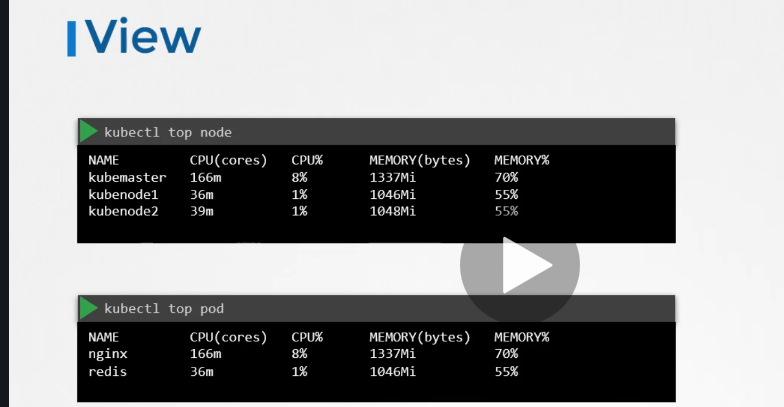 View
kubectl top node
NAME CPU(cores) CPU% MEMORY(bytes) MEMORY%
kubemaster 166m 8% 1337Mi 70%
kubenode1 36m 1% 1046Mi 55%
kubenode2 39m 1% 1048Mi 55%
kubectl top pod
NAME CPU(cores) CPU% MEMORY(bytes) MEMORY%
nginx 166m 8% 1337Mi 70%
redis 36m 1% 1046Mi 55%